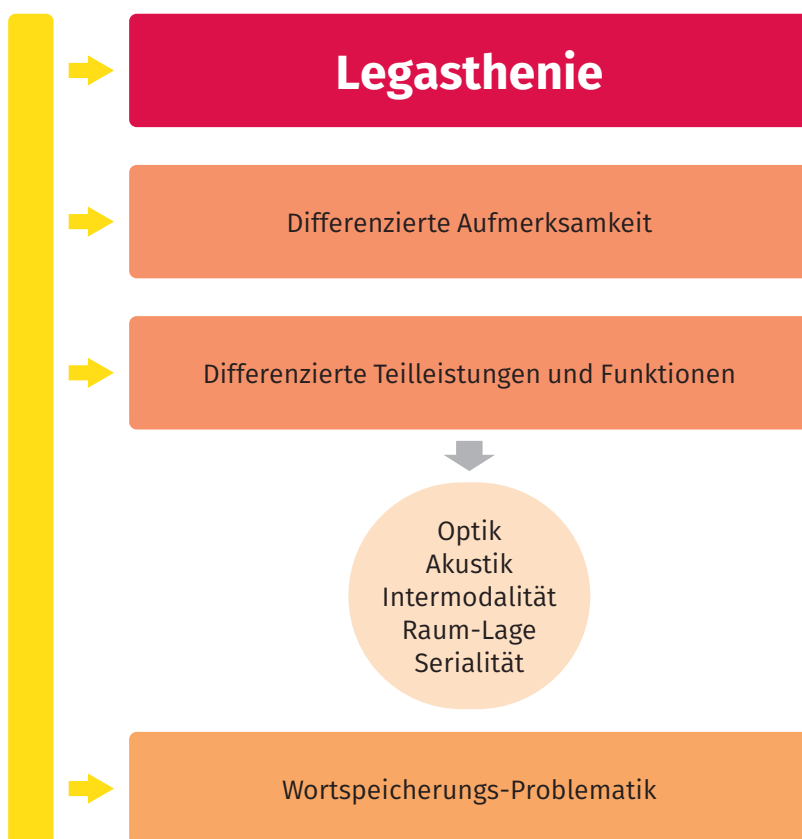 Legasthenie
Differenzierte Aufmerksamkeit
Differenzierte Teilleistungen und Funktionen
Optik
Akustik
Intermodalität
Raum-Lage
Serialität
Wortspeicherungs-Problematik